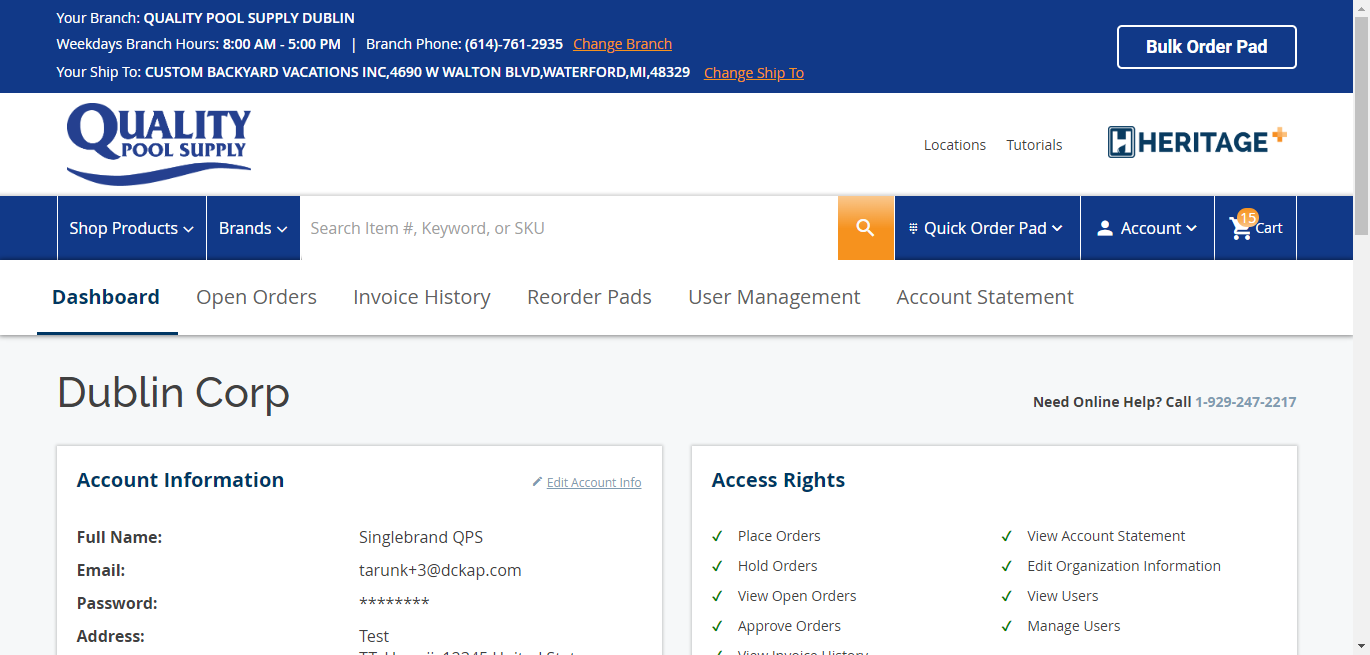 Your Branch: QUALITY POOL SUPPLY DUBLIN
Weekdays Branch Hours: 8:00 AM - 5:00 PM | Branch Phone: (614)-761-2935 Change Branch
Your Ship To: CUSTOM BACKYARD VACATIONS INC,4690 W WALTON BLVD,WATERFORD,MI,48329 Change Ship To
Bulk Order Pad
QUALITY
POOL SUPPLY
Locations Tutorials
HERITAGE+
Shop Products Brands Search Item #, Keyword, or SKU Quick Order Pad Account 15 Cart
Dashboard Open Orders Invoice History Reorder Pads User Management Account Statement
Dublin Corp
Need Online Help? Call 1-929-247-2217
Account Information Edit Account Info
Full Name: Singlebrand QPS
Email: tarunk+3@dckap.com
Password: ********
Address: Test
Access Rights
Place Orders
Hold Orders
View Open Orders
Approve Orders
View Invoice History
View Account Statement
Edit Organization Information
View Users
Manage Users